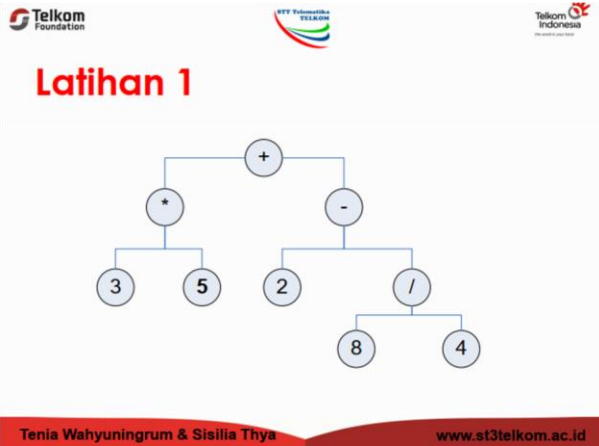 Telkom
Foundation
STT Telematika
TELKOM
Telkom
Indonesia
Latihan 1
+
*
-
3
5
2
/
8
4
Tenia Wahyuningrum & Sisilia Thya
www.st3telkom.ac.id